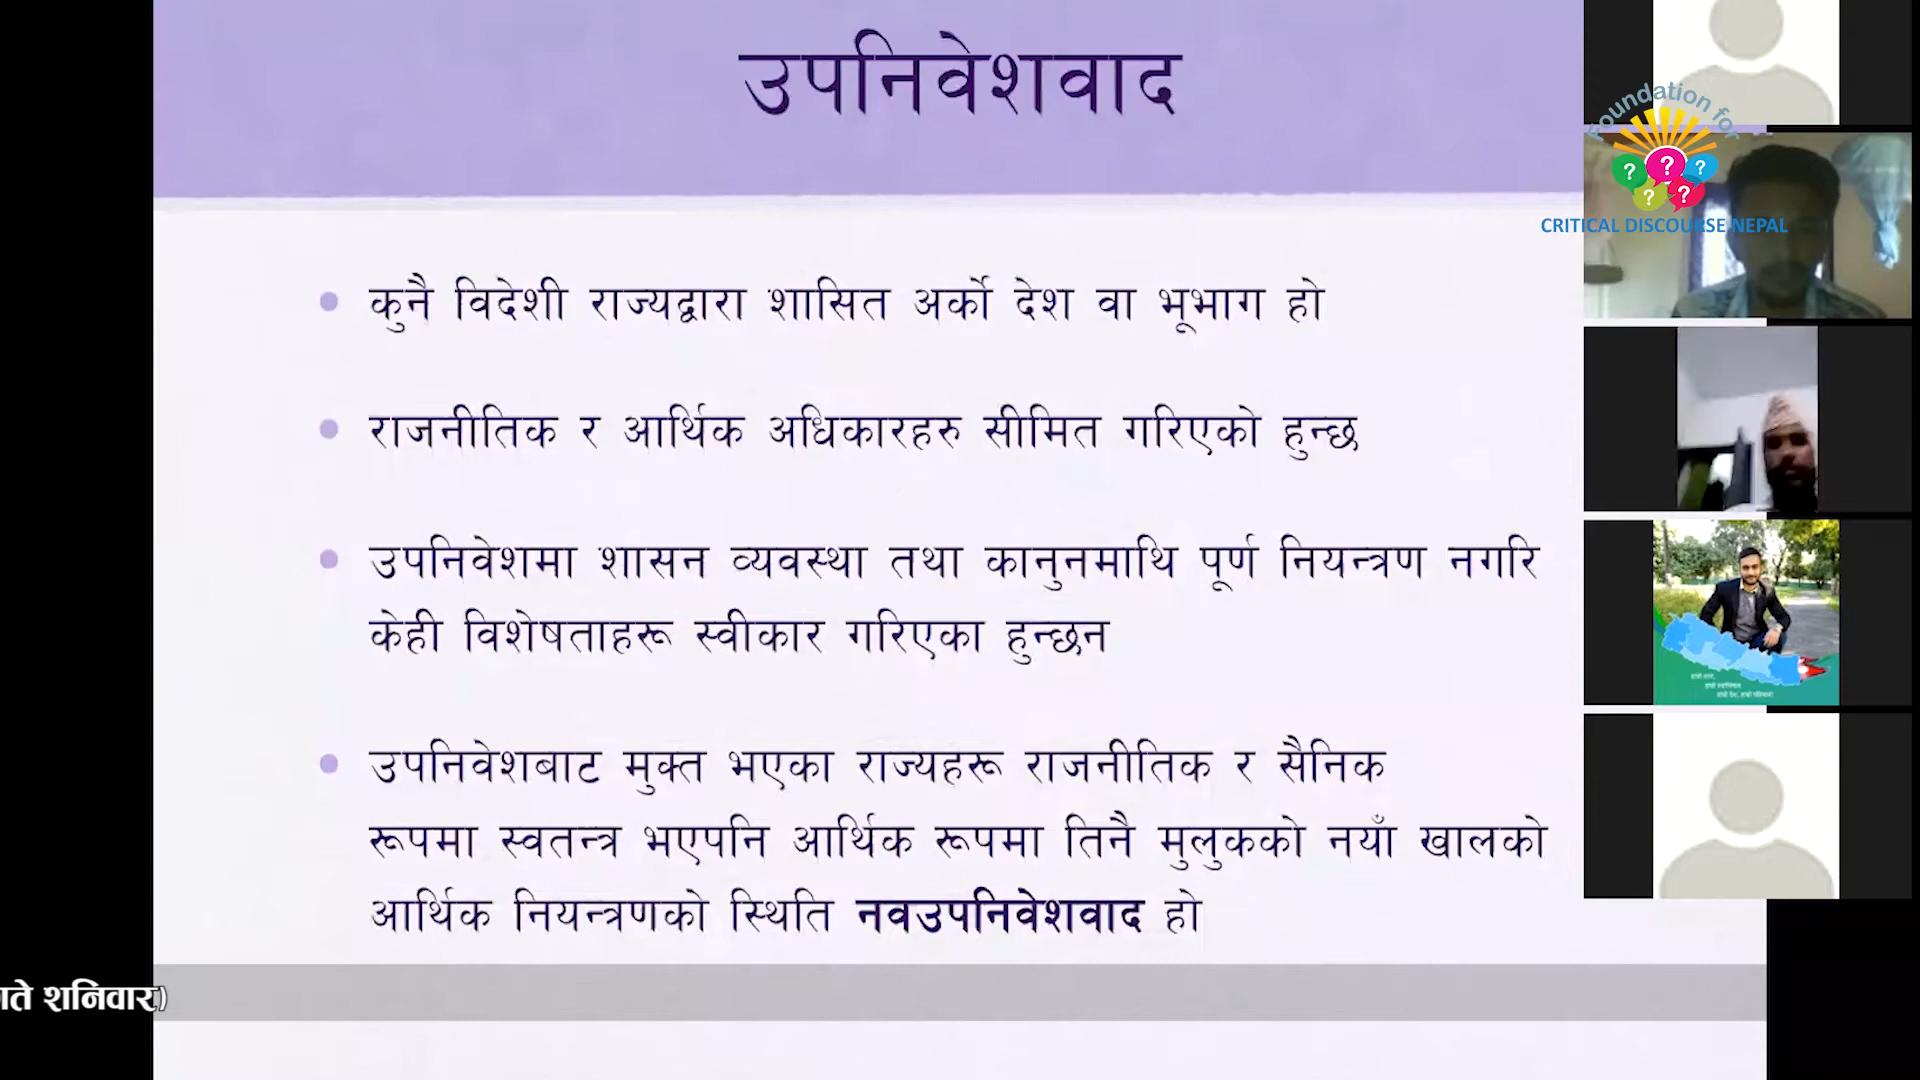 उपनिवेशवाद
कुनै विदेशी राज्यद्वारा शासित अर्को देश वा भूभाग हो
राजनीतिक र आर्थिक अधिकारहरु सीमित गरिएको हुन्छ
उपनिवेशमा शासन व्यवस्था तथा कानुनमाथि पूर्ण नियन्त्रण नगरि
केही विशेषताहरू स्वीकार गरिएका हुन्छन
उपनिवेशबाट मुक्त भएका राज्यहरू राजनीतिक र सैनिक
रूपमा स्वतन्त्र भएपनि आर्थिक रूपमा तिनै मुलुकको नयाँ खालको
आर्थिक नियन्त्रणको स्थिति नवउपनिवेशवाद हो
Foundation for
? ? ?
? ?
CRITICAL DISCOURSE NEPAL
शनिवार)